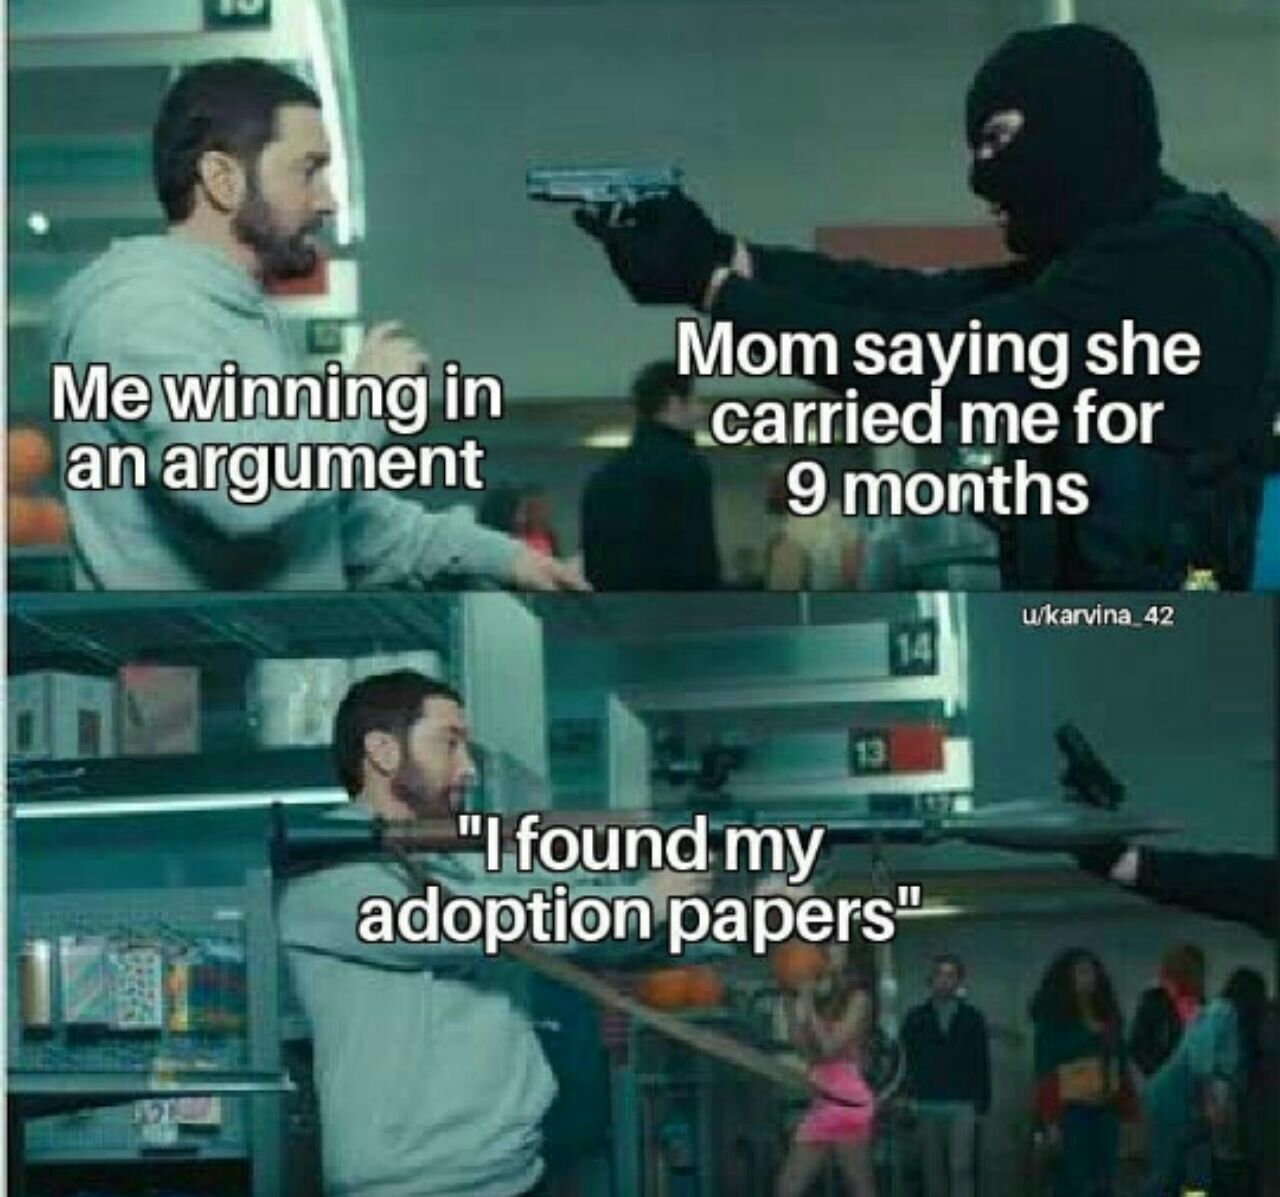 Me winning in
an argument
Mom saying she
carried me for
9 months
u/karvina_42
14
13
"I found my
adoption papers"